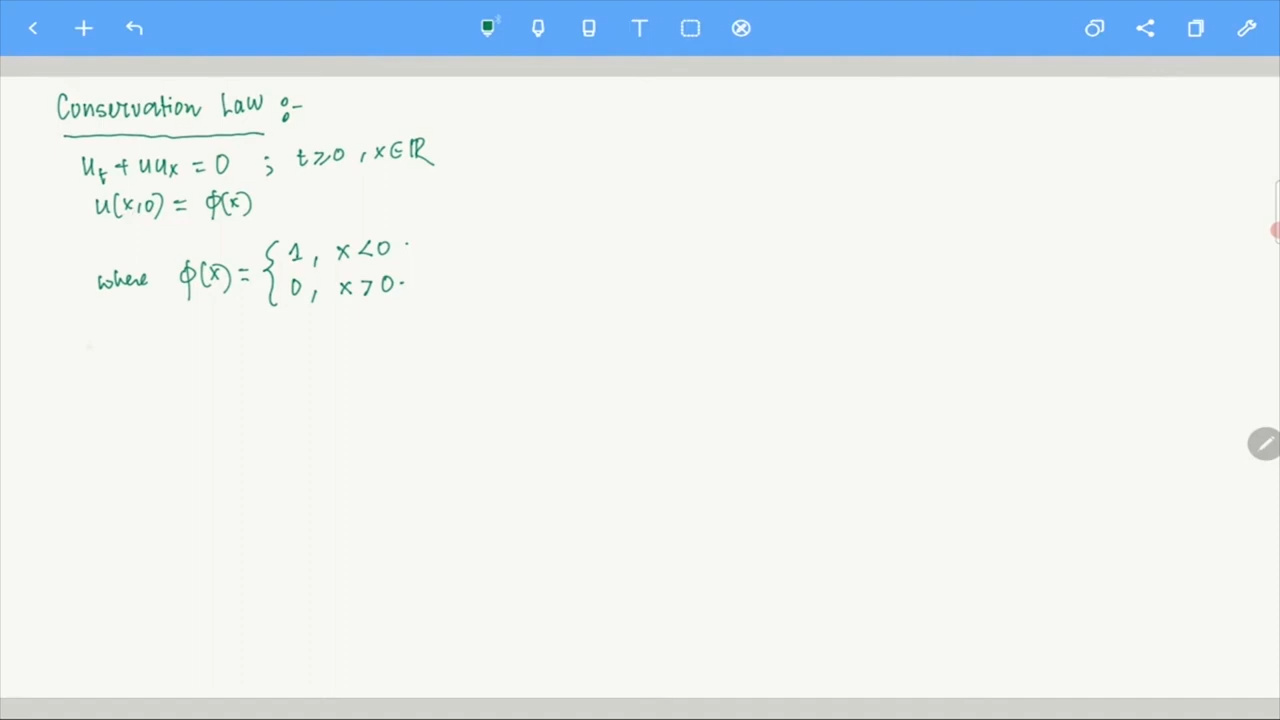 Conservation Law :-
u_t + uu_x = 0 ; t ≥ 0 , x ∈ ℝ
u(x,0) = φ(x)
where φ(x) = { 1, x < 0 .
0, x > 0 .